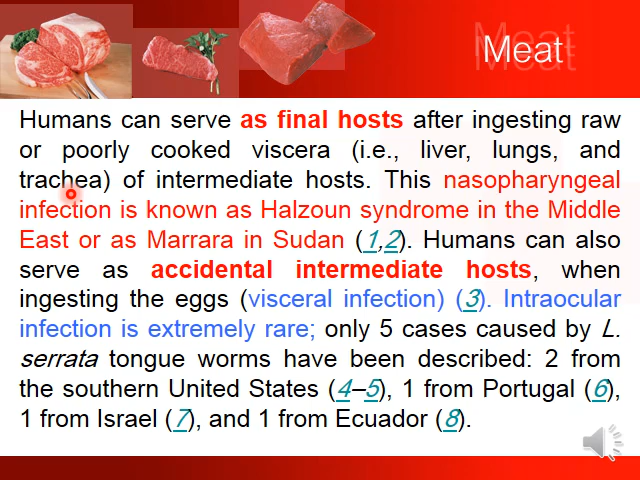 Meat
Humans can serve as final hosts after ingesting raw
or poorly cooked viscera (i.e., liver, lungs, and
trachea) of intermediate hosts. This nasopharyngeal
infection is known as Halzoun syndrome in the Middle
East or as Marrara in Sudan (1,2). Humans can also
serve as accidental intermediate hosts, when
ingesting the eggs (visceral infection) (3). Intraocular
infection is extremely rare; only 5 cases caused by L.
serrata tongue worms have been described: 2 from
the southern United States (4–5), 1 from Portugal (6),
1 from Israel (7), and 1 from Ecuador (8).